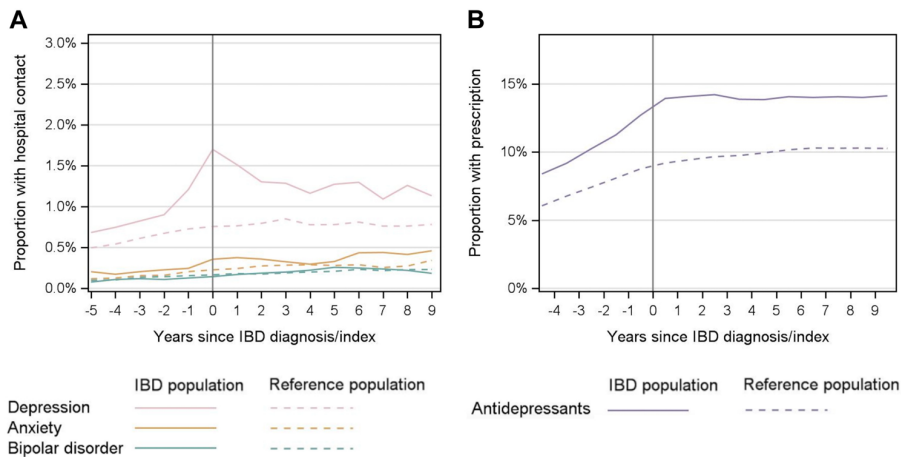 A
Proportion with hospital contact
3.0%
2.5%
2.0%
1.5%
1.0%
0.5%
0.0%
-5 -4 -3 -2 -1 0 1 2 3 4 5 6 7 8 9
Years since IBD diagnosis/index
B
Proportion with prescription
15%
10%
5%
0%
-4 -3 -2 -1 0 1 2 3 4 5 6 7 8 9
Years since IBD diagnosis/index
IBD population Reference population
Depression
Anxiety
Bipolar disorder
IBD population Reference population
Antidepressants